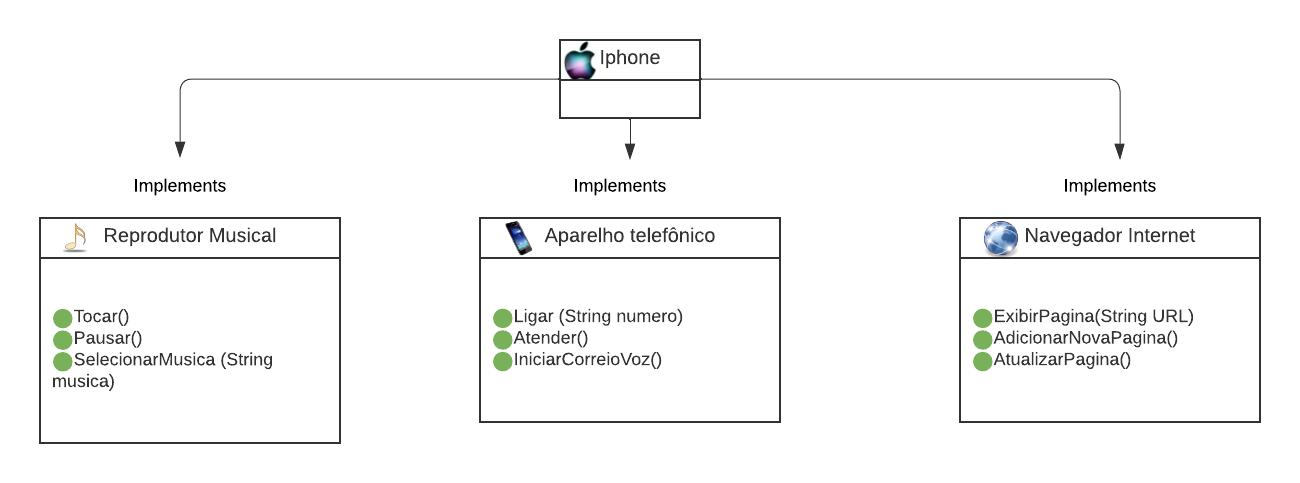 Iphone
Implements
Implements
Implements
Reprodutor Musical
Tocar()
Pausar()
SelecionarMusica (String
musica)
Aparelho telefônico
Ligar (String numero)
Atender()
IniciarCorreioVoz()
Navegador Internet
ExibirPagina(String URL)
AdicionarNovaPagina()
AtualizarPagina()